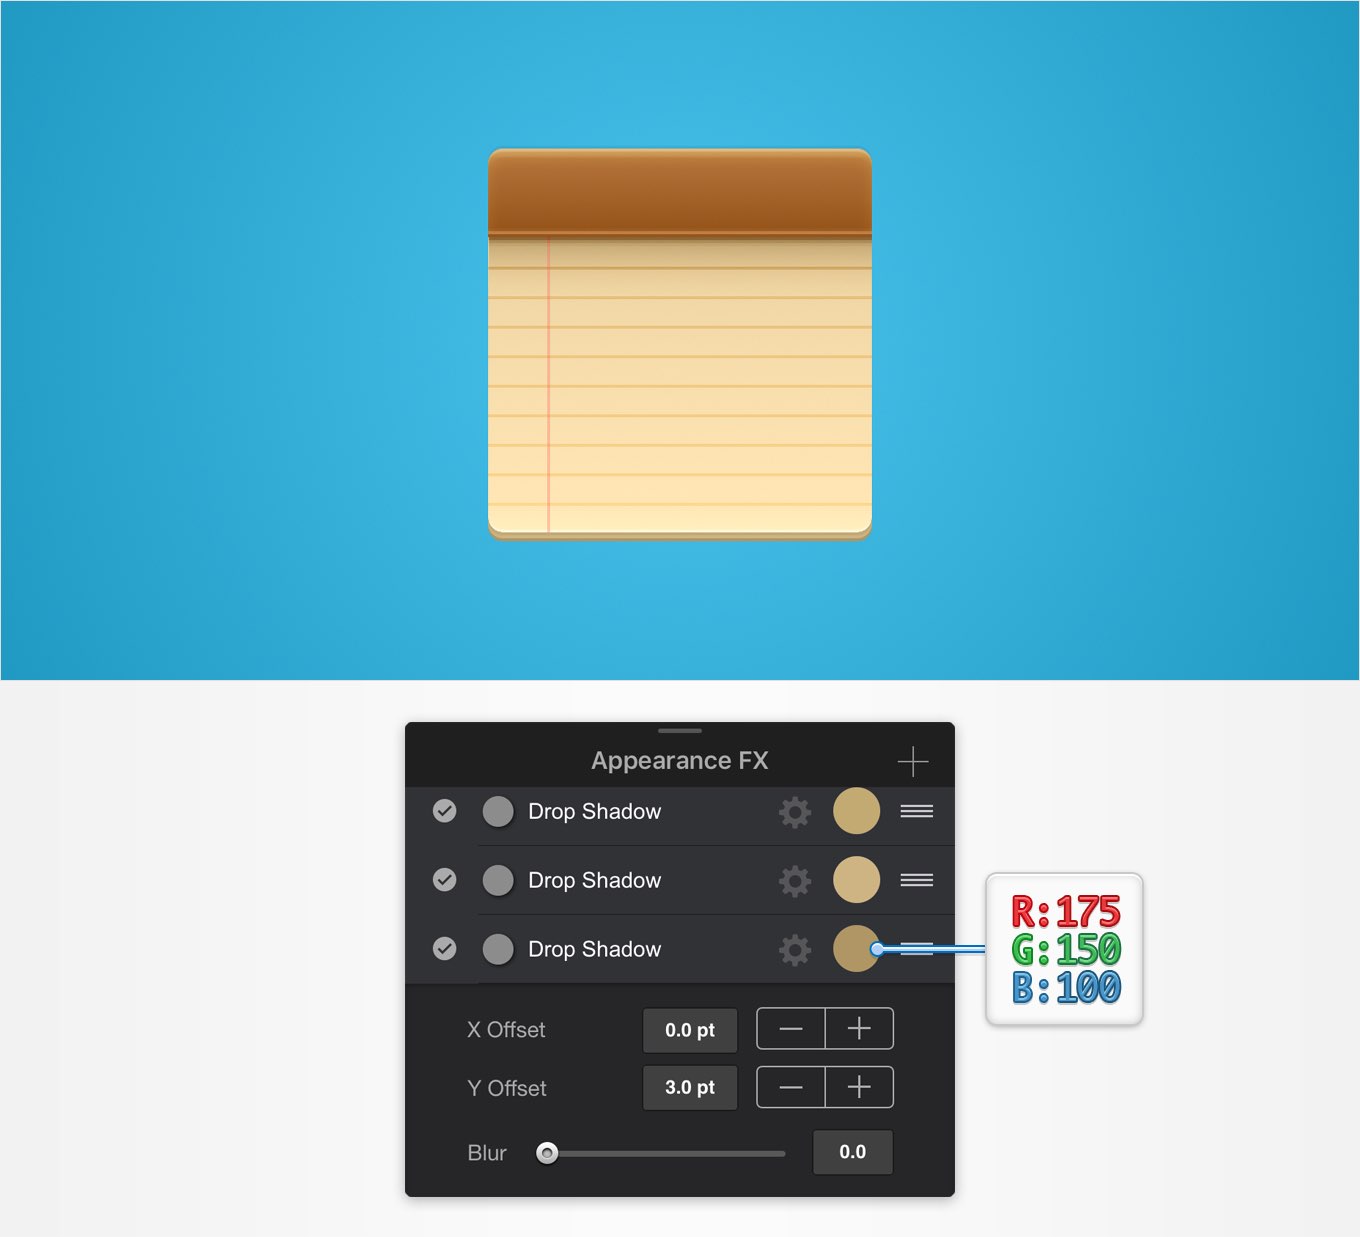 Appearance FX
Drop Shadow
Drop Shadow
Drop Shadow
R:175
G:150
B:100
X Offset 0.0 pt
Y Offset 3.0 pt
Blur 0.0